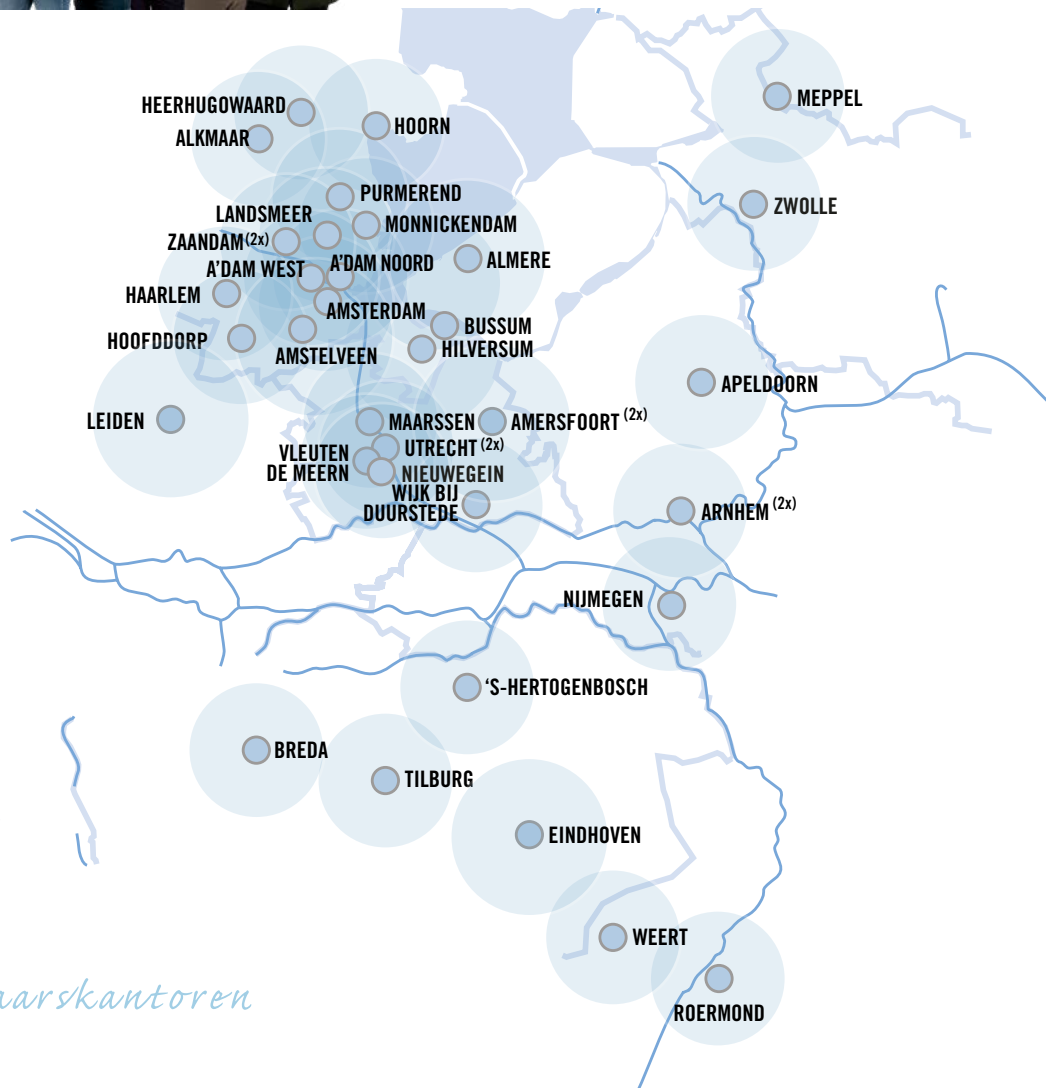 MEPPEL
HEERHUGOWAARD
HOORN
ALKMAAR
PURMEREND
ZWOLLE
LANDSMEER
MONNICKENDAM
ZAANDAM (2x)
A'DAM WEST
A'DAM NOORD
ALMERE
HAARLEM
AMSTERDAM
BUSSUM
HOOFDDORP
HILVERSUM
AMSTELVEEN
APELDOORN
LEIDEN
MAARSSEN
AMERSFOORT (2x)
UTRECHT (2x)
VLEUTEN
DE MEERN
NIEUWEGEIN
WIJK BIJ
DUURSTEDE
ARNHEM (2x)
NIJMEGEN
‘S-HERTOGENBOSCH
BREDA
TILBURG
EINDHOVEN
WEERT
aarskantoren
ROERMOND